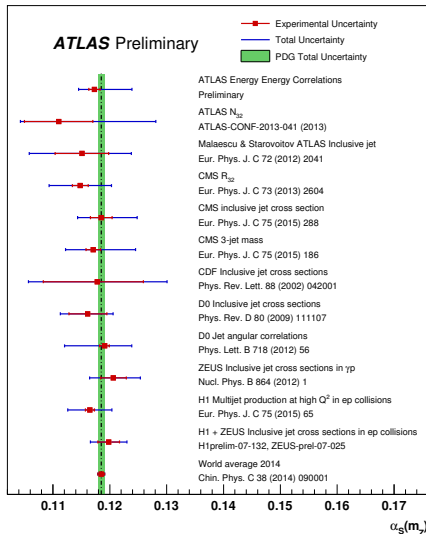 ATLAS Preliminary
Experimental Uncertainty
Total Uncertainty
PDG Total Uncertainty
ATLAS Energy Energy Correlations
Preliminary
ATLAS N32
ATLAS-CONF-2013-041 (2013)
Malaescu & Starovoitov ATLAS Inclusive jet
Eur. Phys. J. C 72 (2012) 2041
CMS R32
Eur. Phys. J. C 73 (2013) 2604
CMS inclusive jet cross section
Eur. Phys. J. C 75 (2015) 288
CMS 3-jet mass
Eur. Phys. J. C 75 (2015) 186
CDF Inclusive jet cross sections
Phys. Rev. Lett. 88 (2002) 042001
D0 Inclusive jet cross sections
Phys. Rev. D 80 (2009) 111107
D0 Jet angular correlations
Phys. Lett. B 718 (2012) 56
ZEUS Inclusive jet cross sections in γp
Nucl. Phys. B 864 (2012) 1
H1 Multijet production at high Q² in ep collisions
Eur. Phys. J. C 75 (2015) 65
H1 + ZEUS Inclusive jet cross sections in ep collisions
H1prelim-07-132, ZEUS-prel-07-025
World average 2014
Chin. Phys. C 38 (2014) 090001
0.11 0.12 0.13 0.14 0.15 0.16 0.17
αS(mZ)